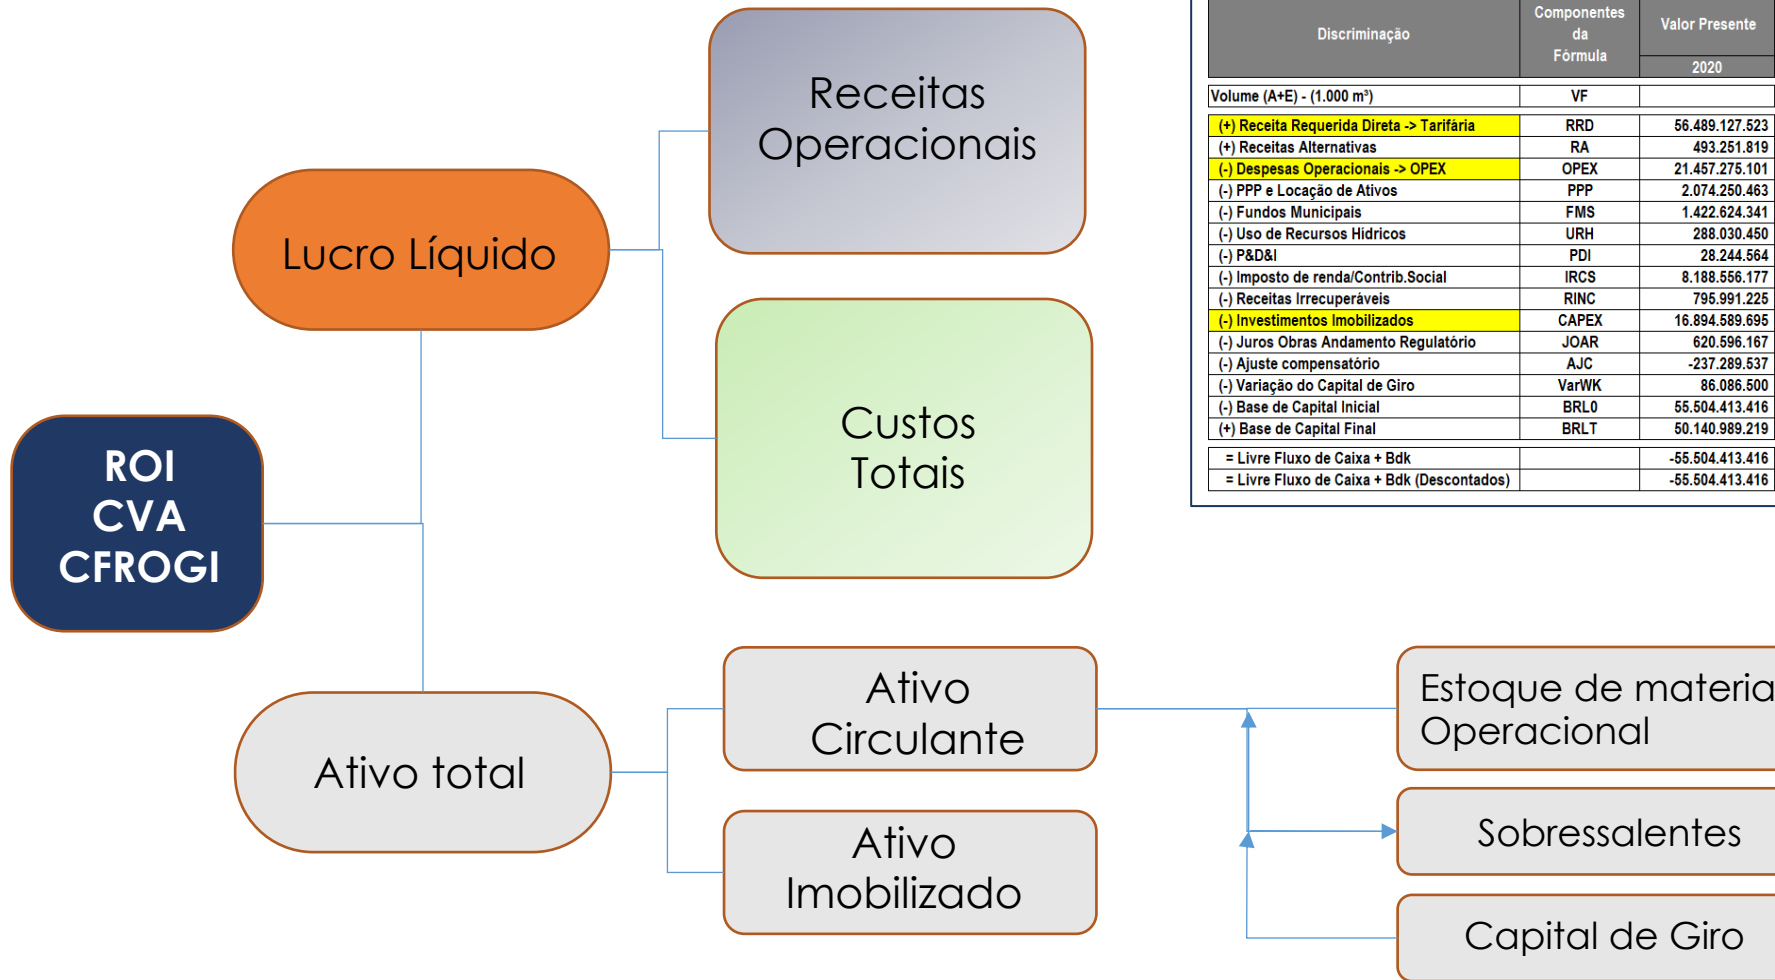 Receitas
Operacionais
Lucro Líquido
Custos
Totais
ROI
CVA
CFROGI
Ativo total
Ativo
Circulante
Ativo
Imobilizado
Estoque de materia
Operacional
Sobressalentes
Capital de Giro
Discriminação Componentes da Fórmula Valor Presente
2020
Volume (A+E) - (1.000 m³) VF
(+) Receita Requerida Direta -> Tarifária RRD 56.489.127.523
(+) Receitas Alternativas RA 493.251.819
(-) Despesas Operacionais -> OPEX OPEX 21.457.275.101
(-) PPP e Locação de Ativos PPP 2.074.250.463
(-) Fundos Municipais FMS 1.422.624.341
(-) Uso de Recursos Hídricos URH 288.030.450
(-) P&D&I PDI 28.244.564
(-) Imposto de renda/Contrib.Social IRCS 8.188.556.177
(-) Receitas Irrecuperáveis RINC 795.991.225
(-) Investimentos Imobilizados CAPEX 16.894.589.695
(-) Juros Obras Andamento Regulatório JOAR 620.596.167
(-) Ajuste compensatório AJC -237.289.537
(-) Variação do Capital de Giro VarWK 86.086.500
(-) Base de Capital Inicial BRL0 55.504.413.416
(+) Base de Capital Final BRLT 50.140.989.219
= Livre Fluxo de Caixa + Bdk -55.504.413.416
= Livre Fluxo de Caixa + Bdk (Descontados) -55.504.413.416